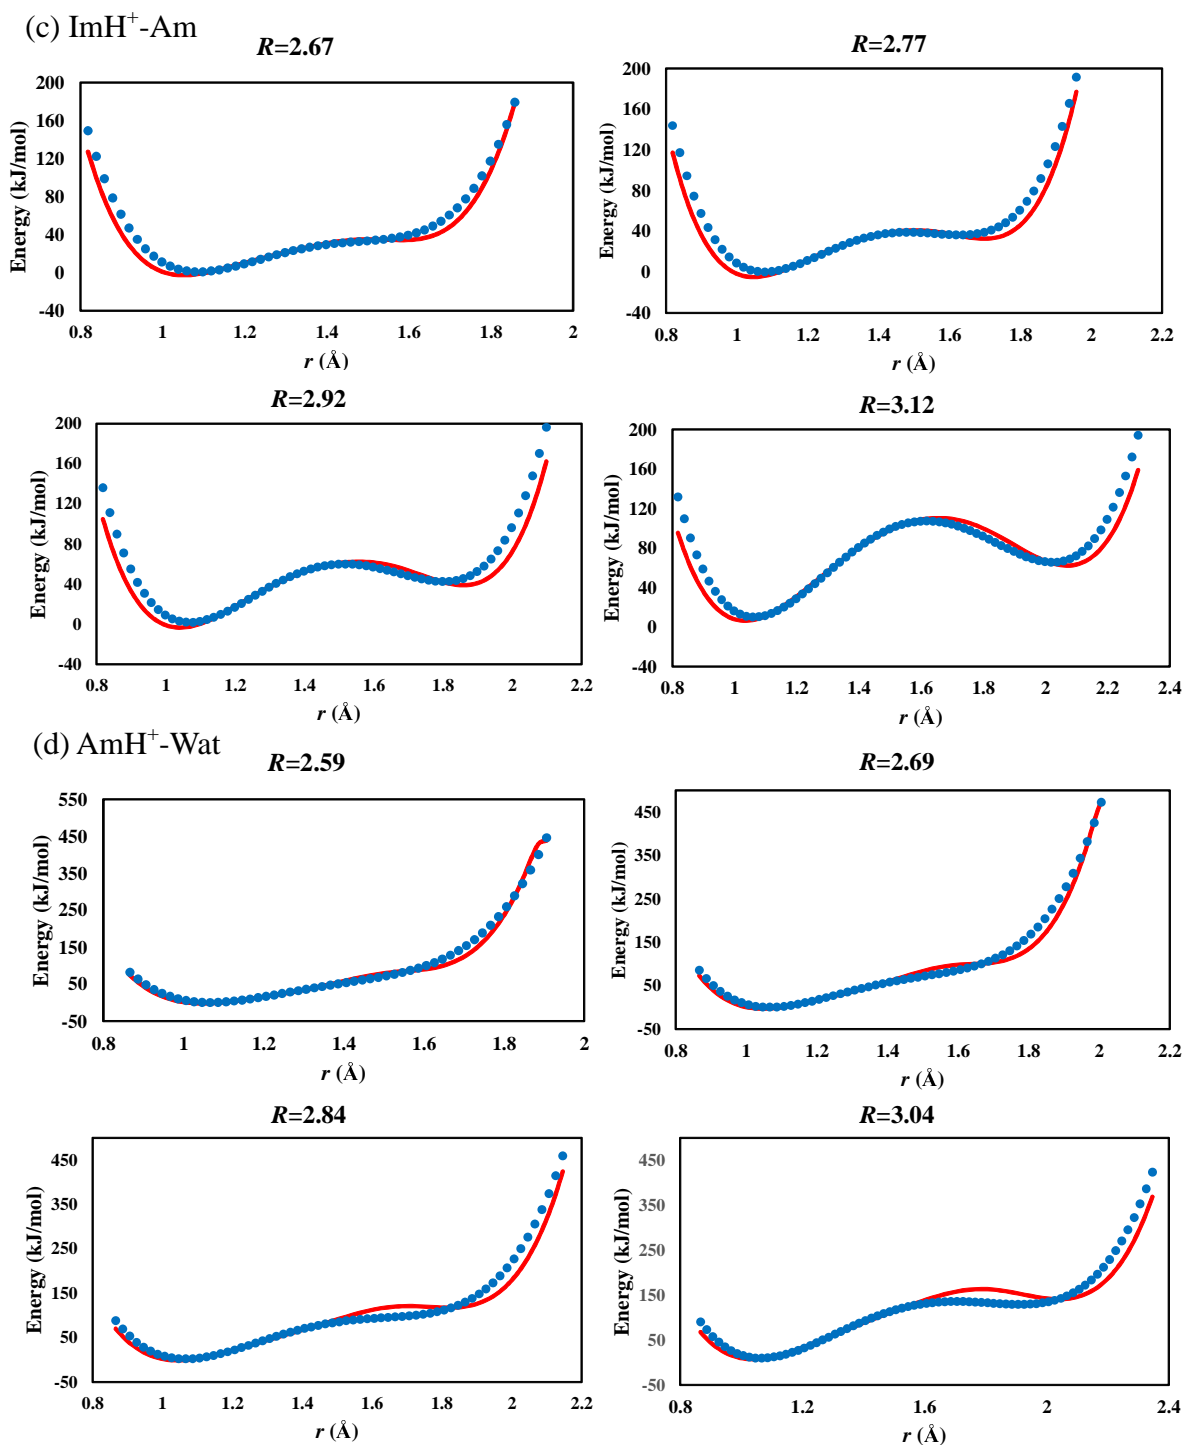 (c) ImH⁺-Am
R=2.67
Energy (kJ/mol)
200
160
120
80
40
0
-40
0.8 1 1.2 1.4 1.6 1.8 2
r (Å)
R=2.77
Energy (kJ/mol)
200
160
120
80
40
0
-40
0.8 1 1.2 1.4 1.6 1.8 2 2.2
r (Å)
R=2.92
Energy (kJ/mol)
200
160
120
80
40
0
-40
0.8 1 1.2 1.4 1.6 1.8 2 2.2
r (Å)
R=3.12
Energy (kJ/mol)
200
160
120
80
40
0
-40
0.8 1 1.2 1.4 1.6 1.8 2 2.2 2.4
r (Å)
(d) AmH⁺-Wat
R=2.59
Energy (kJ/mol)
550
450
350
250
150
50
-50
0.8 1 1.2 1.4 1.6 1.8 2
r (Å)
R=2.69
Energy (kJ/mol)
450
350
250
150
50
-50
0.8 1 1.2 1.4 1.6 1.8 2 2.2
r (Å)
R=2.84
Energy (kJ/mol)
450
350
250
150
50
-50
0.8 1 1.2 1.4 1.6 1.8 2 2.2
r (Å)
R=3.04
Energy (kJ/mol)
450
350
250
150
50
-50
0.8 1.2 1.6 2 2.4
r (Å)